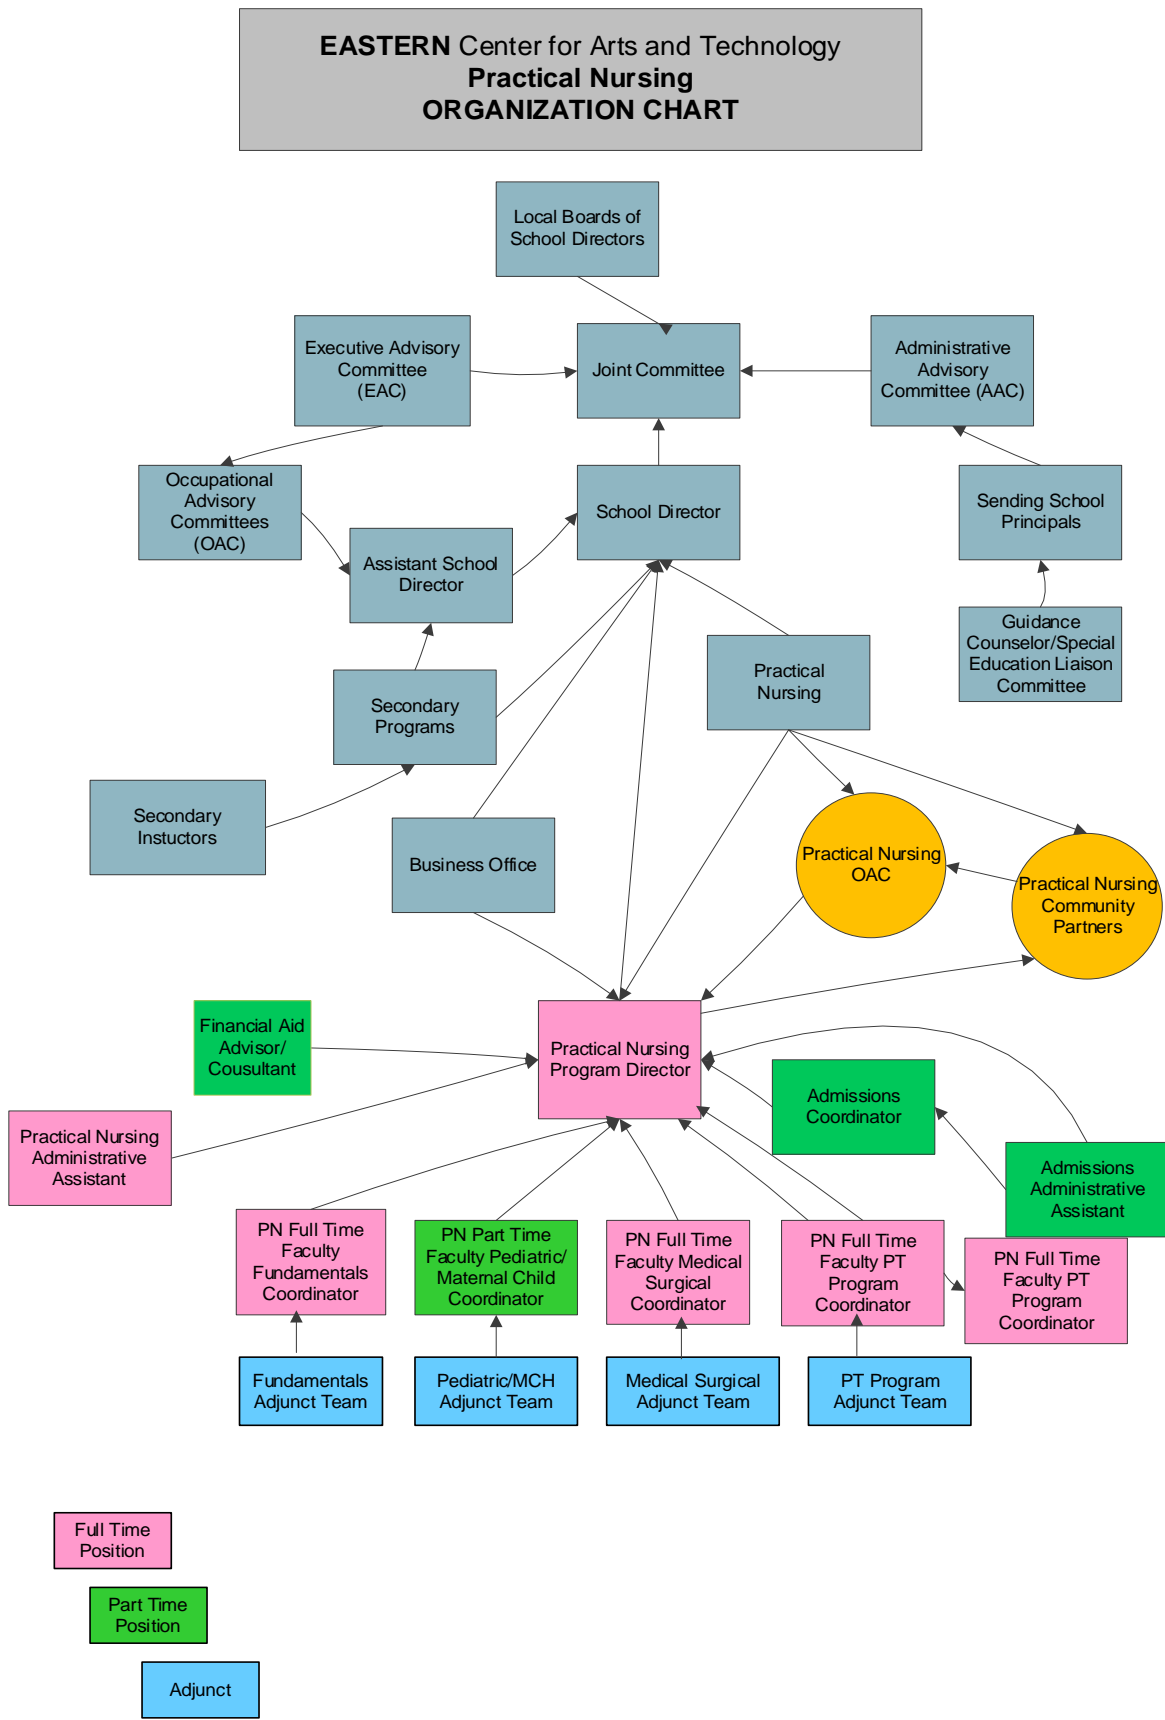 EASTERN Center for Arts and Technology
Practical Nursing
ORGANIZATION CHART
Local Boards of
School Directors
Executive Advisory
Committee
(EAC)
Joint Committee
Administrative
Advisory
Committee (AAC)
Occupational
Advisory
Committees
(OAC)
School Director
Sending School
Principals
Assistant School
Director
Guidance
Counselor/Special
Education Liaison
Committee
Practical
Nursing
Secondary
Programs
Secondary
Instuctors
Business Office
Practical Nursing
OAC
Practical Nursing
Community
Partners
Financial Aid
Advisor/
Cousultant
Practical Nursing
Program Director
Admissions
Coordinator
Practical Nursing
Administrative
Assistant
Admissions
Administrative
Assistant
PN Full Time
Faculty
Fundamentals
Coordinator
PN Part Time
Faculty Pediatric/
Maternal Child
Coordinator
PN Full Time
Faculty Medical
Surgical
Coordinator
PN Full Time
Faculty PT
Program
Coordinator
PN Full Time
Faculty PT
Program
Coordinator
Fundamentals
Adjunct Team
Pediatric/MCH
Adjunct Team
Medical Surgical
Adjunct Team
PT Program
Adjunct Team
Full Time
Position
Part Time
Position
Adjunct